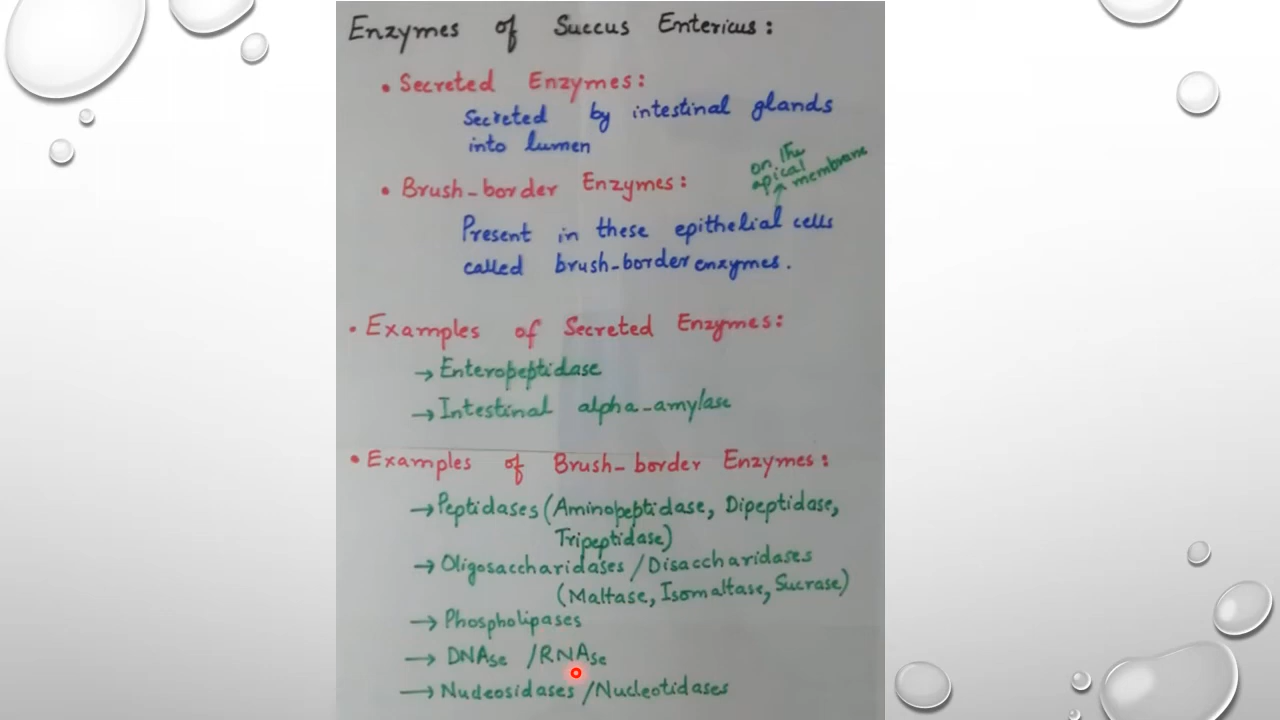 Enzymes of Succus Entericus:
• Secreted Enzymes:
Secreted by intestinal glands
into lumen
on the
apical membrane
• Brush-border Enzymes:
Present in these epithelial cells
called brush-border enzymes.
• Examples of Secreted Enzymes:
→ Enteropeptidase
→ Intestinal alpha-amylase
• Examples of Brush-border Enzymes:
→ Peptidases (Aminopeptidase, Dipeptidase,
Tripeptidase)
→ Oligosaccharidases / Disaccharidases
(Maltase, Isomaltase, Sucrase)
→ Phospholipases
→ DNAse / RNAse
→ Nucleosidases / Nucleotidases